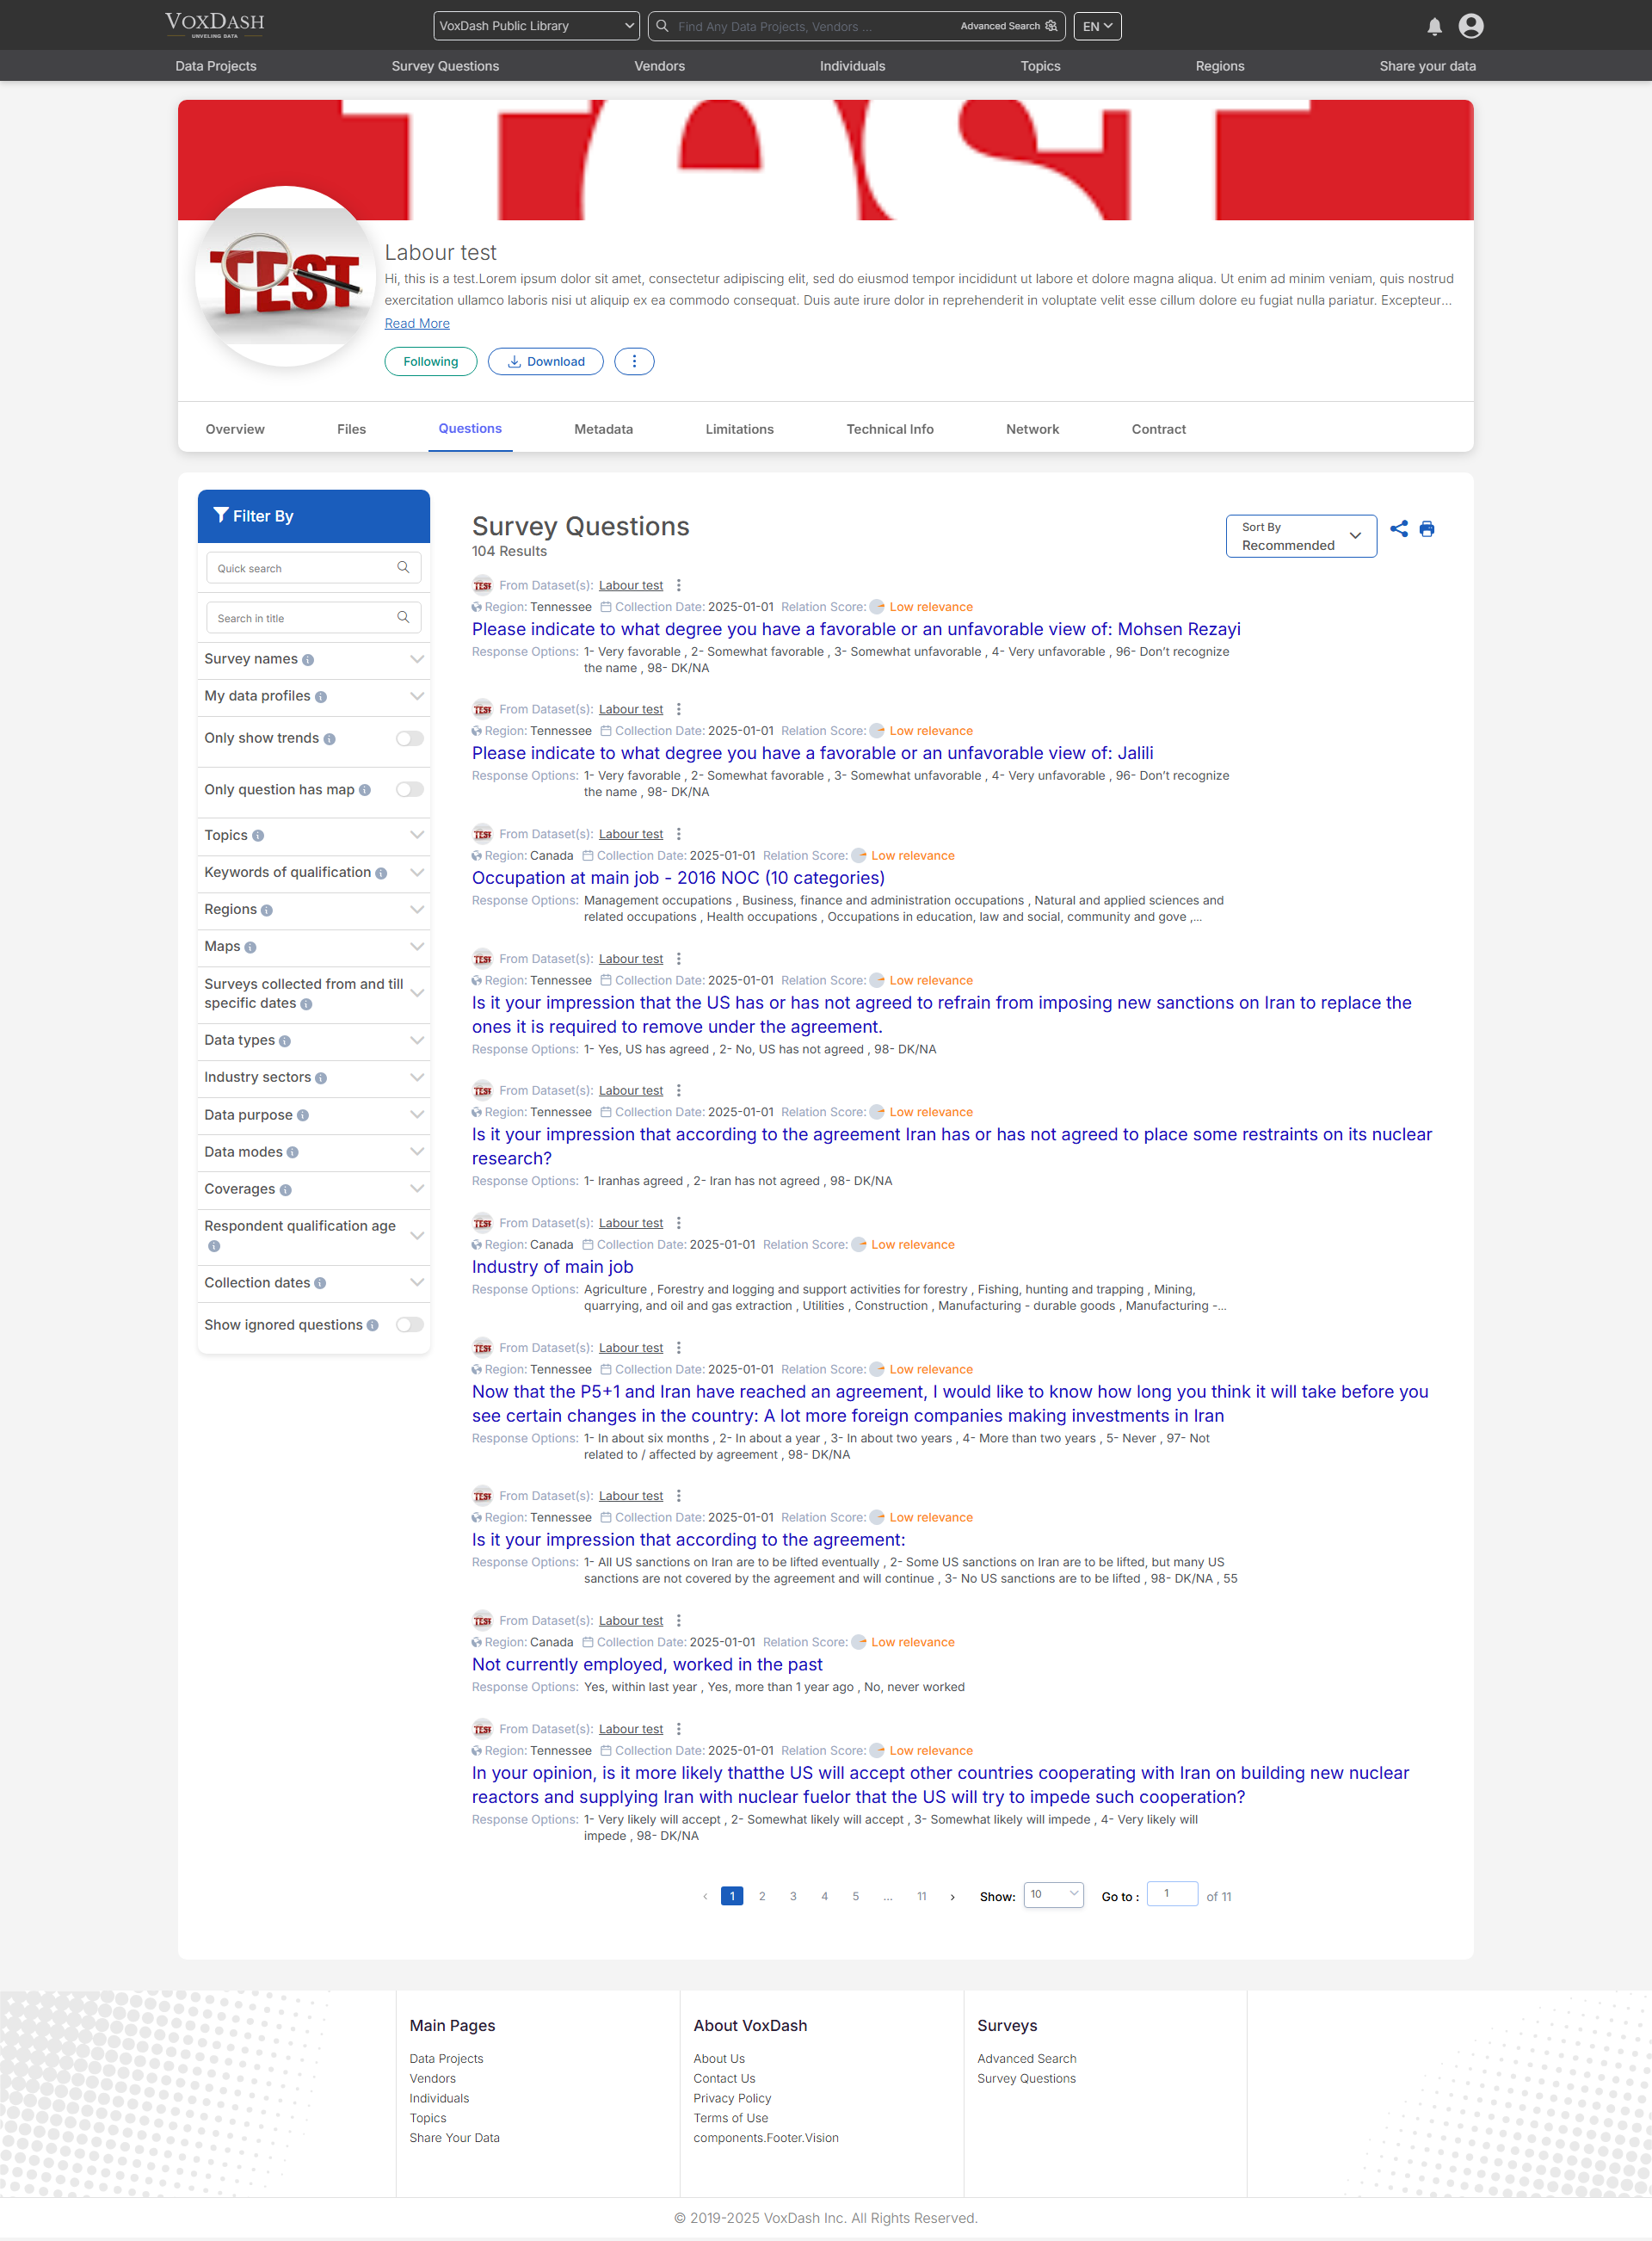 VOXDASH
UNVEILING DATA
VoxDash Public Library
Find Any Data Projects, Vendors ...
Advanced Search
EN
Data Projects
Survey Questions
Vendors
Individuals
Topics
Regions
Share your data
TEST
Labour test
Hi, this is a test.Lorem ipsum dolor sit amet, consectetur adipiscing elit, sed do eiusmod tempor incididunt ut labore et dolore magna aliqua. Ut enim ad minim veniam, quis nostrud
exercitation ullamco laboris nisi ut aliquip ex ea commodo consequat. Duis aute irure dolor in reprehenderit in voluptate velit esse cillum dolore eu fugiat nulla pariatur. Excepteur...
Read More
Following
Download
Overview
Files
Questions
Metadata
Limitations
Technical Info
Network
Contract
Filter By
Quick search
Search in title
Survey names
My data profiles
Only show trends
Only question has map
Topics
Keywords of qualification
Regions
Maps
Surveys collected from and till
specific dates
Data types
Industry sectors
Data purpose
Data modes
Coverages
Respondent qualification age
Collection dates
Show ignored questions
Survey Questions
104 Results
Sort By
Recommended
TEST From Dataset(s): Labour test
Region: Tennessee Collection Date: 2025-01-01 Relation Score: Low relevance
Please indicate to what degree you have a favorable or an unfavorable view of: Mohsen Rezayi
Response Options: 1- Very favorable , 2- Somewhat favorable , 3- Somewhat unfavorable , 4- Very unfavorable , 96- Don't recognize
the name , 98- DK/NA
TEST From Dataset(s): Labour test
Region: Tennessee Collection Date: 2025-01-01 Relation Score: Low relevance
Please indicate to what degree you have a favorable or an unfavorable view of: Jalili
Response Options: 1- Very favorable , 2- Somewhat favorable , 3- Somewhat unfavorable , 4- Very unfavorable , 96- Don't recognize
the name , 98- DK/NA
TEST From Dataset(s): Labour test
Region: Canada Collection Date: 2025-01-01 Relation Score: Low relevance
Occupation at main job - 2016 NOC (10 categories)
Response Options: Management occupations , Business, finance and administration occupations , Natural and applied sciences and
related occupations , Health occupations , Occupations in education, law and social, community and gove ,...
TEST From Dataset(s): Labour test
Region: Tennessee Collection Date: 2025-01-01 Relation Score: Low relevance
Is it your impression that the US has or has not agreed to refrain from imposing new sanctions on Iran to replace the
ones it is required to remove under the agreement.
Response Options: 1- Yes, US has agreed , 2- No, US has not agreed , 98- DK/NA
TEST From Dataset(s): Labour test
Region: Tennessee Collection Date: 2025-01-01 Relation Score: Low relevance
Is it your impression that according to the agreement Iran has or has not agreed to place some restraints on its nuclear
research?
Response Options: 1- Iranhas agreed , 2- Iran has not agreed , 98- DK/NA
TEST From Dataset(s): Labour test
Region: Canada Collection Date: 2025-01-01 Relation Score: Low relevance
Industry of main job
Response Options: Agriculture , Forestry and logging and support activities for forestry , Fishing, hunting and trapping , Mining,
quarrying, and oil and gas extraction , Utilities , Construction , Manufacturing - durable goods , Manufacturing -...
TEST From Dataset(s): Labour test
Region: Tennessee Collection Date: 2025-01-01 Relation Score: Low relevance
Now that the P5+1 and Iran have reached an agreement, I would like to know how long you think it will take before you
see certain changes in the country: A lot more foreign companies making investments in Iran
Response Options: 1- In about six months , 2- In about a year , 3- In about two years , 4- More than two years , 5- Never , 97- Not
related to / affected by agreement , 98- DK/NA
TEST From Dataset(s): Labour test
Region: Tennessee Collection Date: 2025-01-01 Relation Score: Low relevance
Is it your impression that according to the agreement:
Response Options: 1- All US sanctions on Iran are to be lifted eventually , 2- Some US sanctions on Iran are to be lifted, but many US
sanctions are not covered by the agreement and will continue , 3- No US sanctions are to be lifted , 98- DK/NA , 55
TEST From Dataset(s): Labour test
Region: Canada Collection Date: 2025-01-01 Relation Score: Low relevance
Not currently employed, worked in the past
Response Options: Yes, within last year , Yes, more than 1 year ago , No, never worked
TEST From Dataset(s): Labour test
Region: Tennessee Collection Date: 2025-01-01 Relation Score: Low relevance
In your opinion, is it more likely thatthe US will accept other countries cooperating with Iran on building new nuclear
reactors and supplying Iran with nuclear fuelor that the US will try to impede such cooperation?
Response Options: 1- Very likely will accept , 2- Somewhat likely will accept , 3- Somewhat likely will impede , 4- Very likely will
impede , 98- DK/NA
‹ 1 2 3 4 5 ... 11 › Show: 10 Go to : 1 of 11
Main Pages
Data Projects
Vendors
Individuals
Topics
Share Your Data
About VoxDash
About Us
Contact Us
Privacy Policy
Terms of Use
components.Footer.Vision
Surveys
Advanced Search
Survey Questions
© 2019-2025 VoxDash Inc. All Rights Reserved.